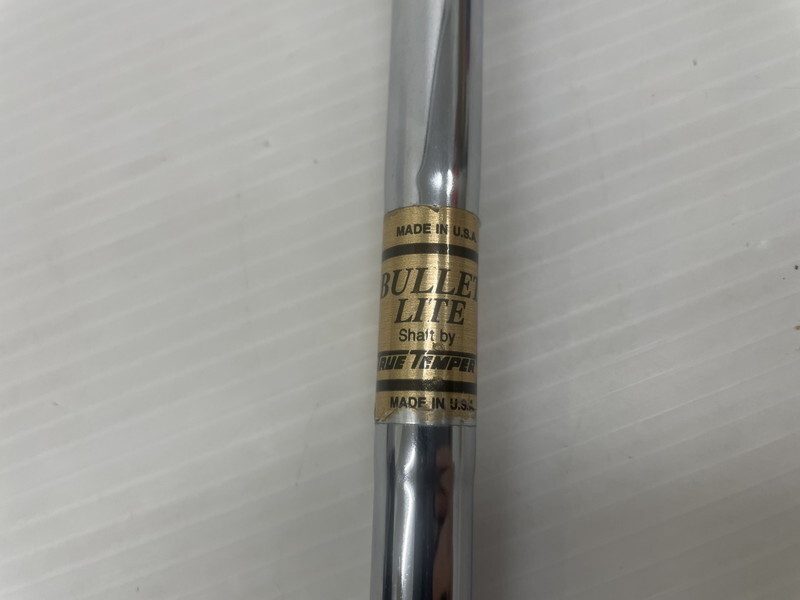 MADE IN U.S.A.
BULLET
LITE
Shaft by
TRUE TEMPER
MADE IN U.S.A.